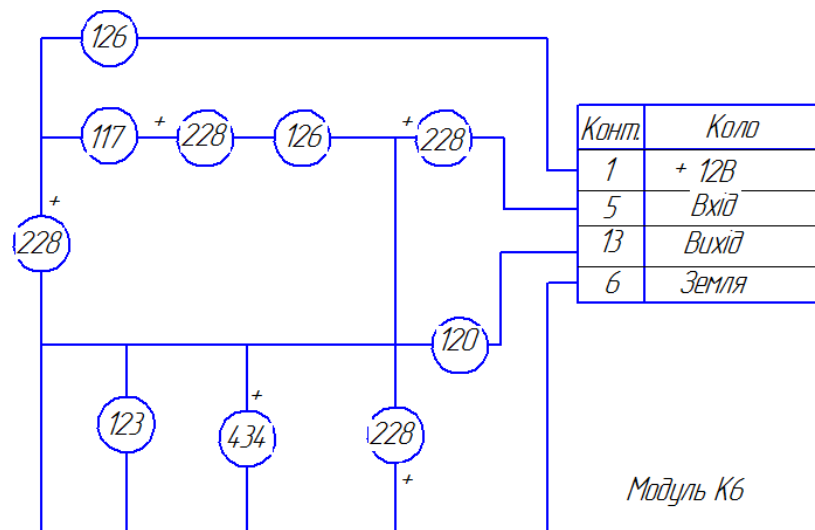 126
117 + 228 126 + 228
+
228
120
123
+
434
228
+
Конт. Коло
1 + 12В
5 Вхід
13 Вихід
6 Земля
Модуль К6